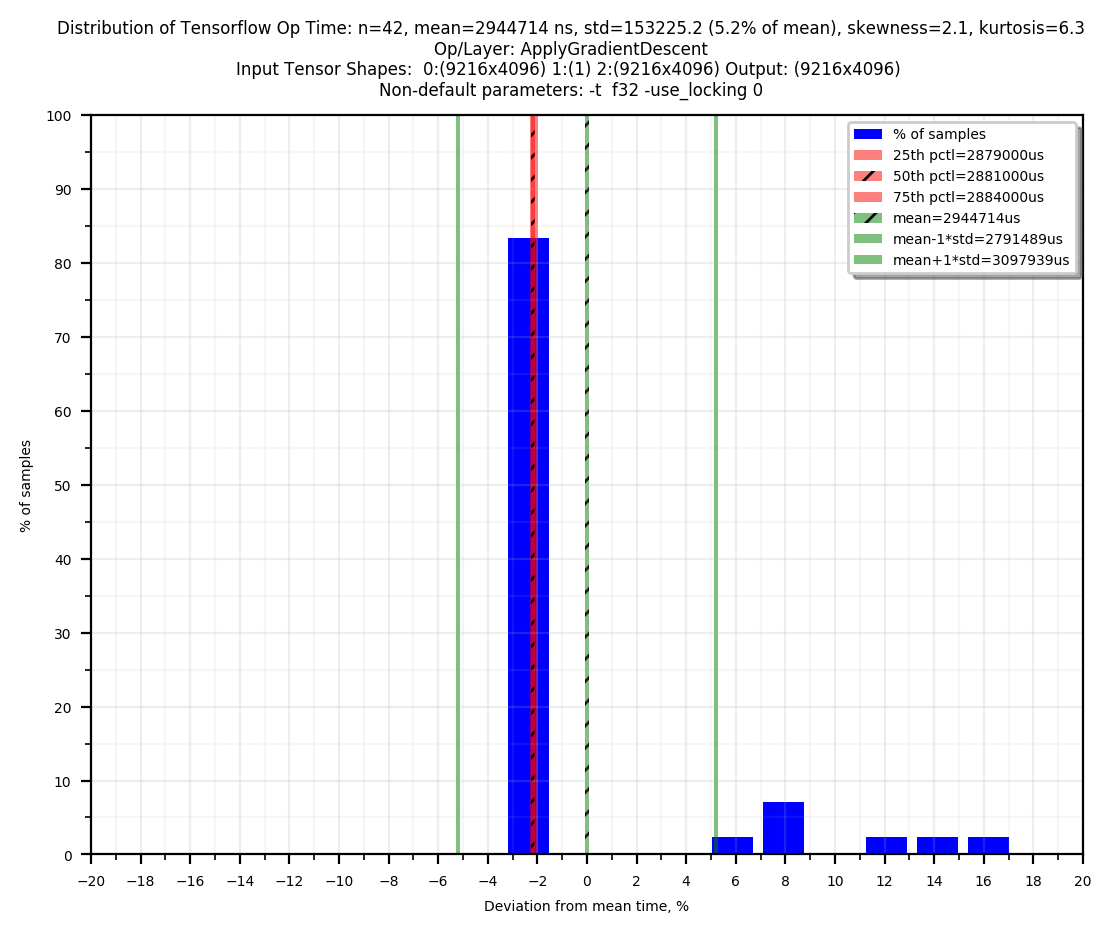 Distribution of Tensorflow Op Time: n=42, mean=2944714 ns, std=153225.2 (5.2% of mean), skewness=2.1, kurtosis=6.3
Op/Layer: ApplyGradientDescent
Input Tensor Shapes:  0:(9216x4096) 1:(1) 2:(9216x4096) Output: (9216x4096)
Non-default parameters: -t  f32 -use_locking 0
% of samples
25th pctl=2879000us
50th pctl=2881000us
75th pctl=2884000us
mean=2944714us
mean-1*std=2791489us
mean+1*std=3097939us
100
90
80
70
60
50
40
30
20
10
0
% of samples
−20 −18 −16 −14 −12 −10 −8 −6 −4 −2 0 2 4 6 8 10 12 14 16 18 20
Deviation from mean time, %